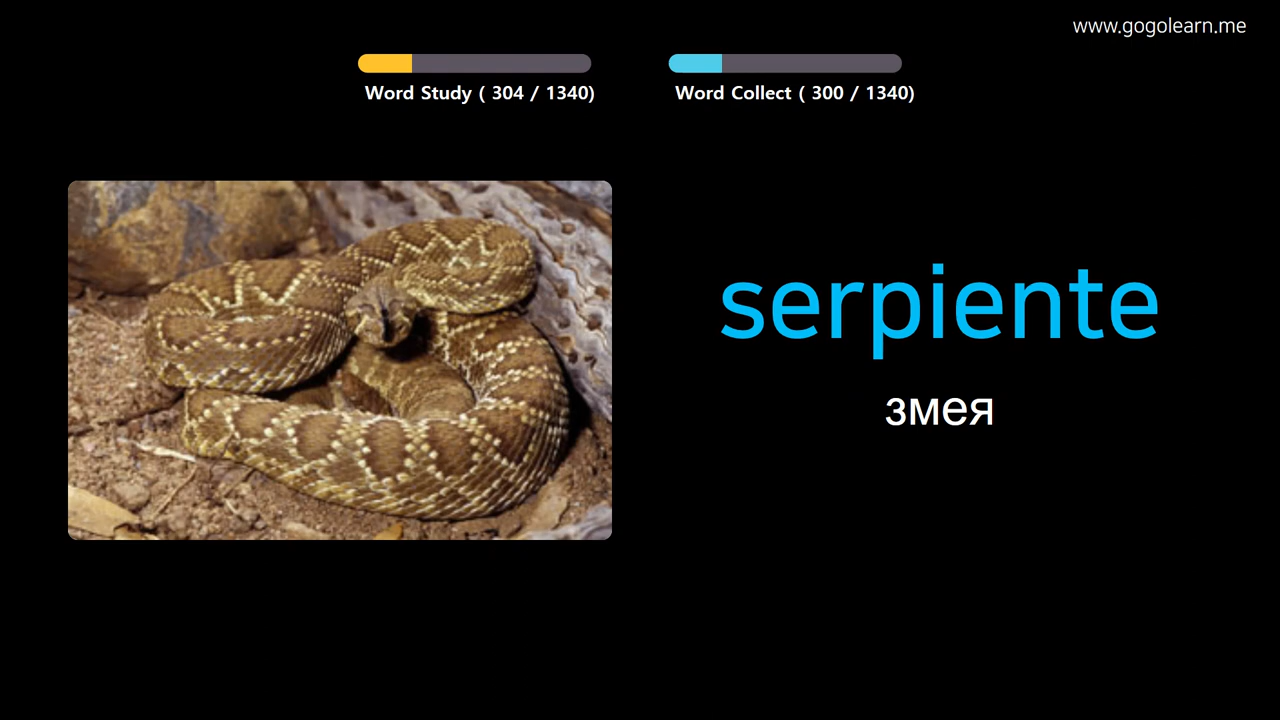 www.gogolearn.me
Word Study ( 304 / 1340)
Word Collect ( 300 / 1340)
serpiente
змея